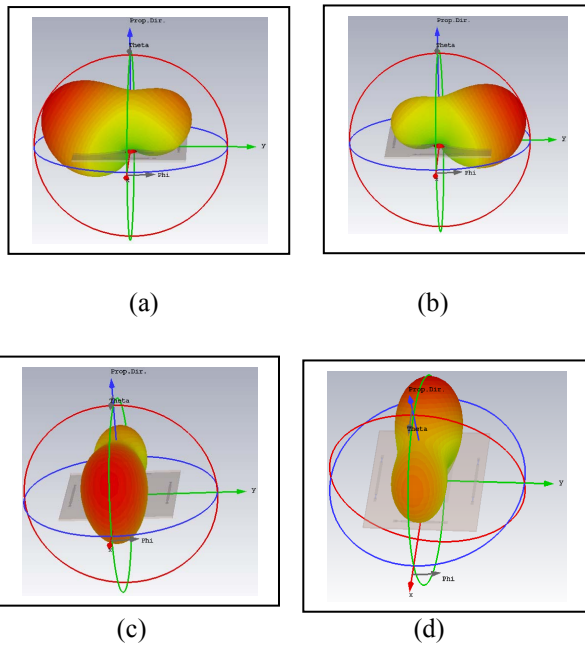 Prop.Dir.
Theta
y
Phi
(a)
Prop.Dir.
Theta
y
Phi
(b)
Prop.Dir.
Theta
y
Phi
(c)
Prop.Dir.
Theta
y
Phi
x
(d)